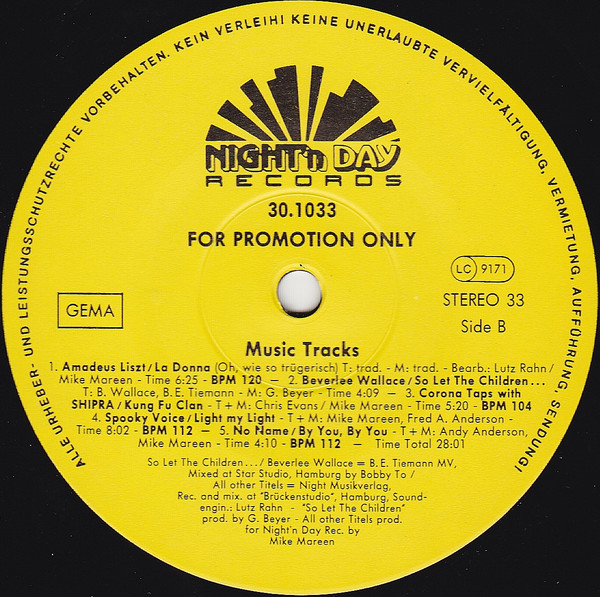 ALLE URHEBER- UND LEISTUNGSSCHUTZRECHTE VORBEHALTEN. KEIN VERLEIH! KEINE UNERLAUBTE VERVIELFÄLTIGUNG, VERMIETUNG, AUFFÜHRUNG, SENDUNG!
NIGHT'n DAY
RECORDS
30.1033
FOR PROMOTION ONLY
LC 9171
GEMA
STEREO 33
Side B
Music Tracks
1. Amadeus Liszt/La Donna (Oh, wie so trügerisch) T: trad. - M: trad. - Bearb.: Lutz Rahn/
Mike Mareen - Time 6:25 - BPM 120 — 2. Beverlee Wallace/So Let The Children...
T: B. Wallace, B.E. Tiemann - M: G. Beyer - Time 4:09 — 3. Corona Taps with
SHIPRA/Kung Fu Clan - T + M: Chris Evans/Mike Mareen - Time 5:20 - BPM 104
4. Spooky Voice/Light my Light - T + M: Mike Mareen, Fred A. Anderson -
Time 8:02 - BPM 112 — 5. No Name/By You, By You - T + M: Andy Anderson,
Mike Mareen - Time 4:10 - BPM 112 — Time Total 28:01
So Let The Children.../Beverlee Wallace = B.E. Tiemann MV,
Mixed at Star Studio, Hamburg by Bobby To/
All other Titels = Night Musikverlag,
Rec. and mix. at "Brückenstudio", Hamburg, Sound-
engin.: Lutz Rahn - "So Let The Children"
prod. by G. Beyer - All other Titels prod.
for Night'n Day Rec. by
Mike Mareen